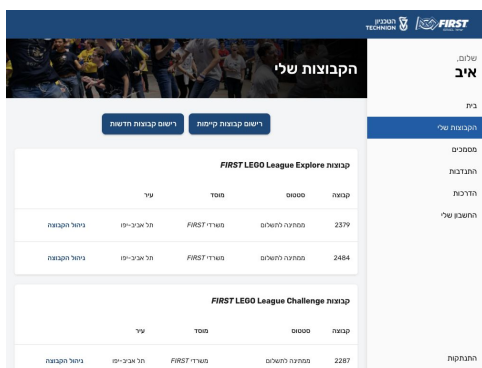 הטכניון
TECHNION
FIRST
שלום,
איב
בית
הקבוצות שלי
מסמכים
התנדבות
הדרכות
החשבון שלי
התנתקות
הקבוצות שלי
רישום קבוצות קיימות
רישום קבוצות חדשות
קבוצות FIRST LEGO League Explore
קבוצה סטטוס מוסד עיר
2379 ממתינה לתשלום משרדי FIRST תל אביב-יפו ניהול הקבוצה
2484 ממתינה לתשלום משרדי FIRST תל אביב-יפו ניהול הקבוצה
קבוצות FIRST LEGO League Challenge
קבוצה סטטוס מוסד עיר
2287 ממתינה לתשלום משרדי FIRST תל אביב-יפו ניהול הקבוצה